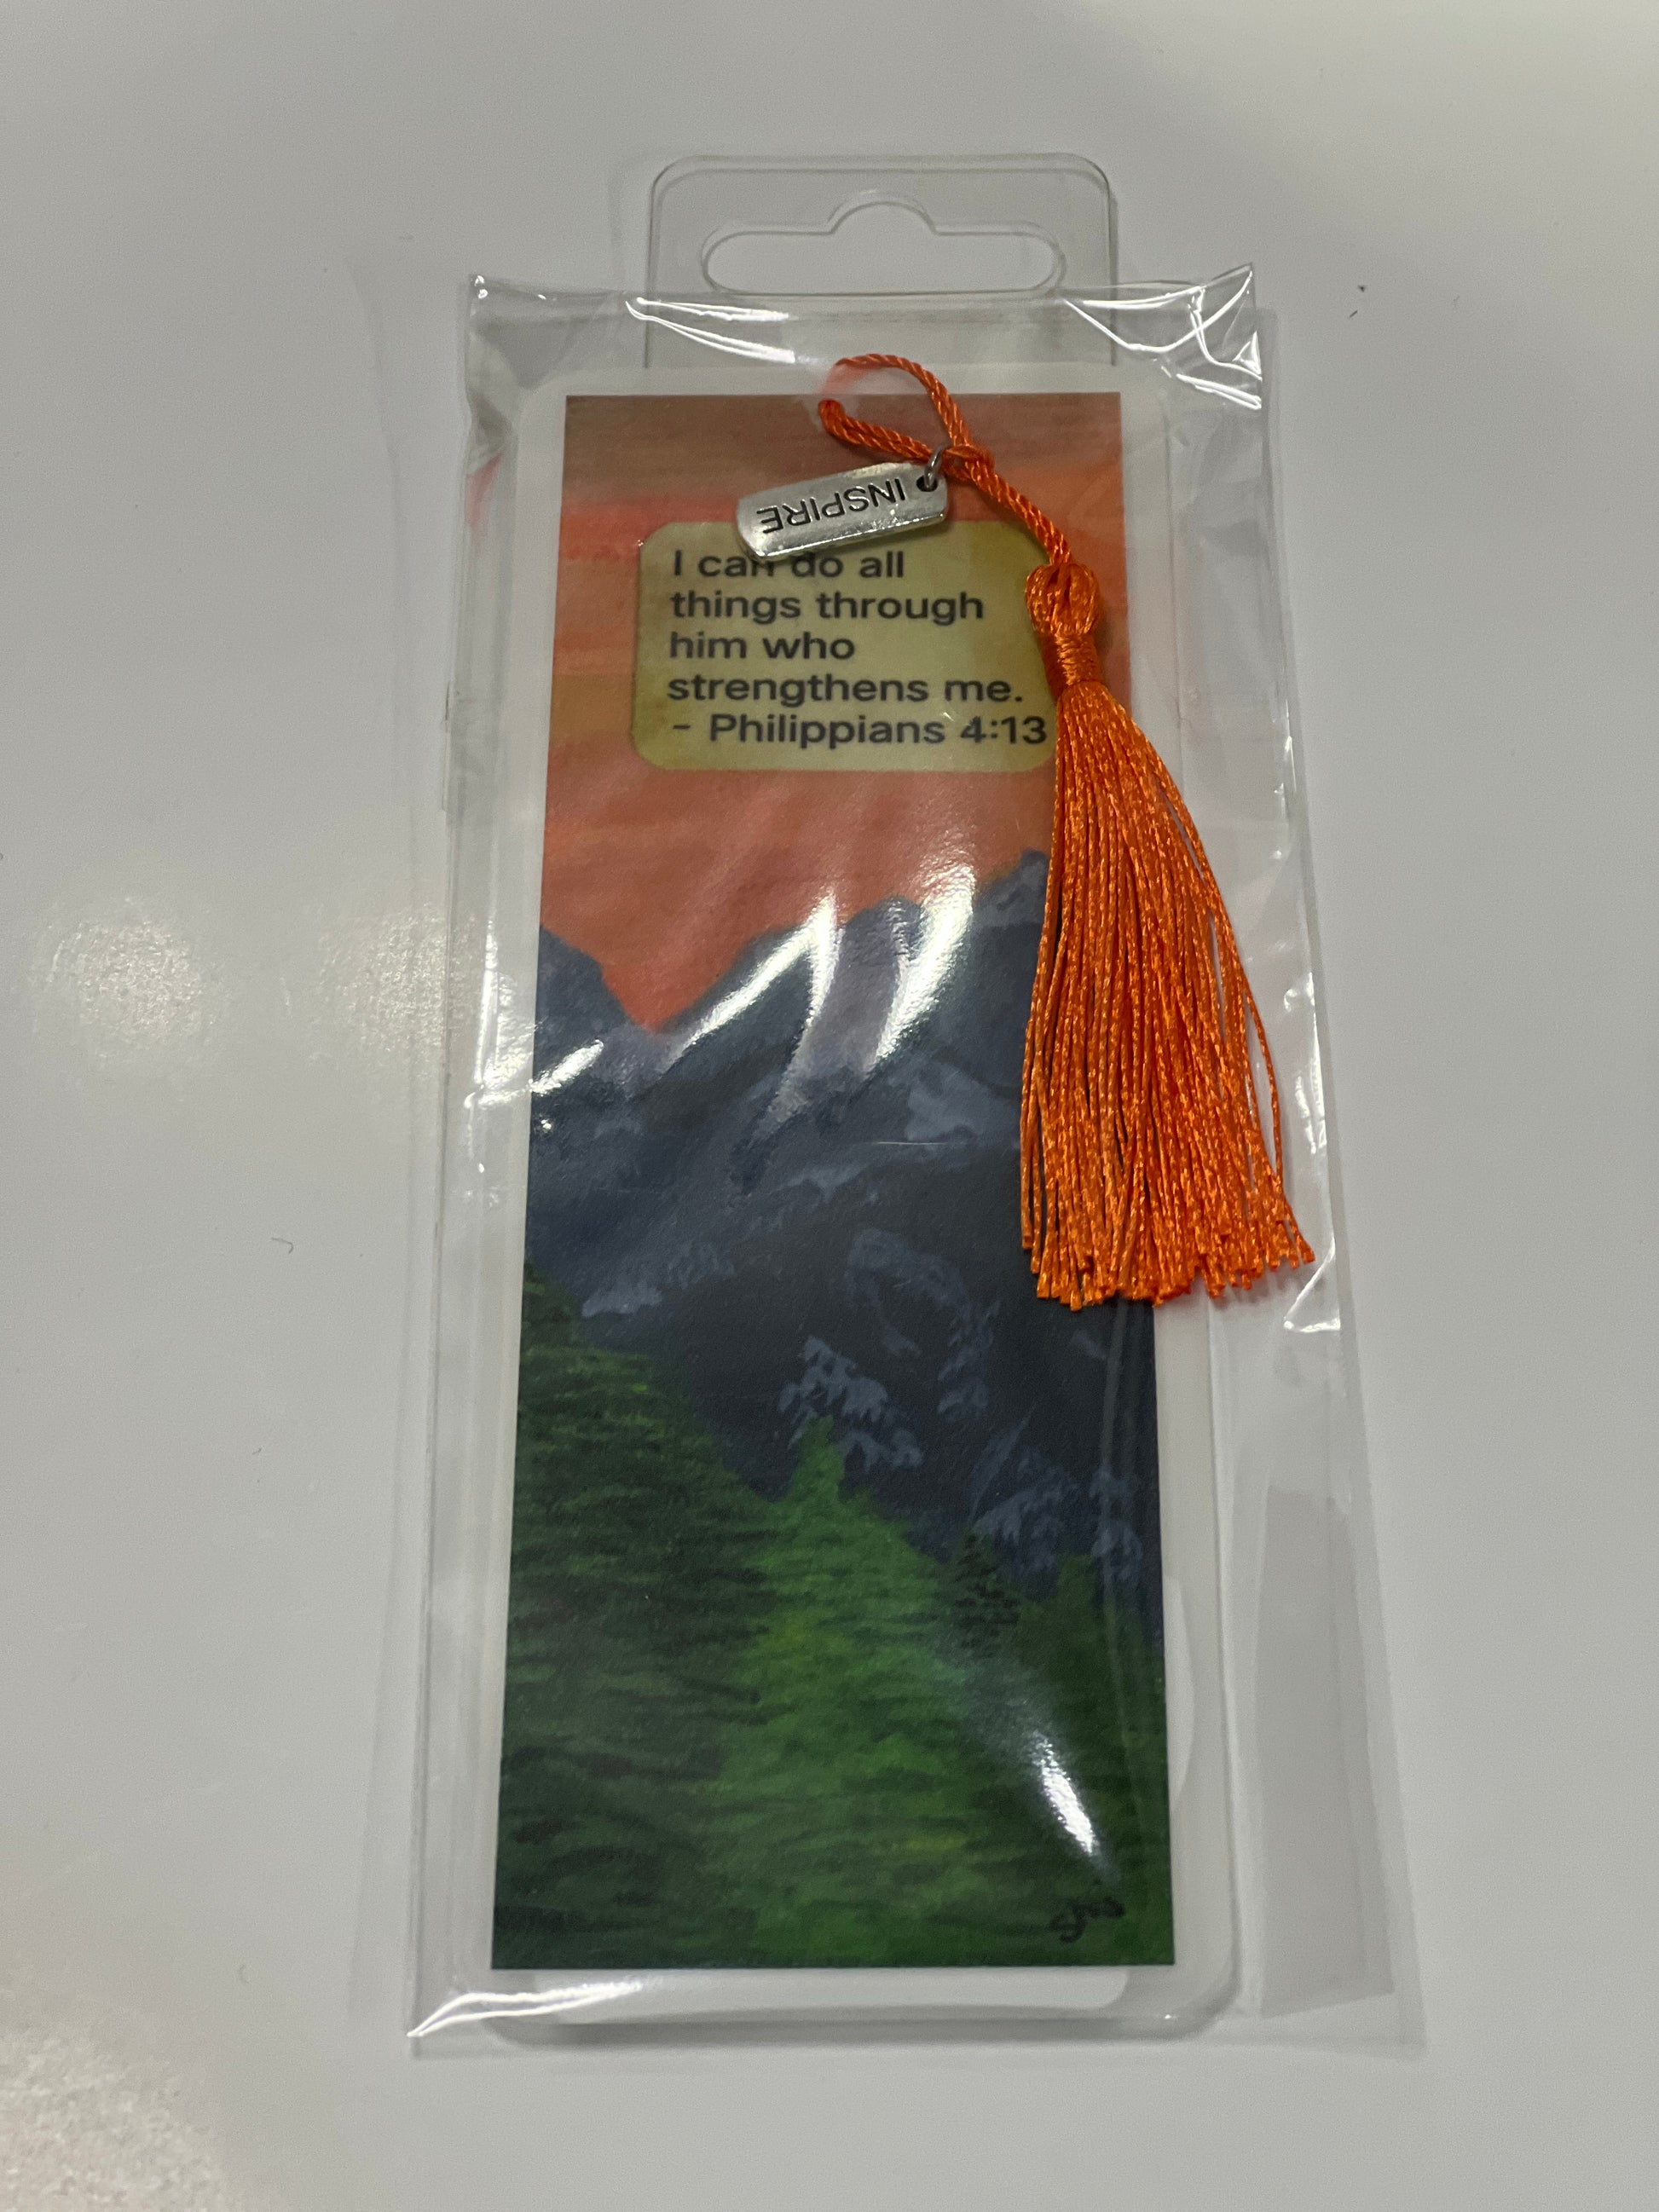 INSPIRE
I can do all
things through
him who
strengthens me.
- Philippians 4:13